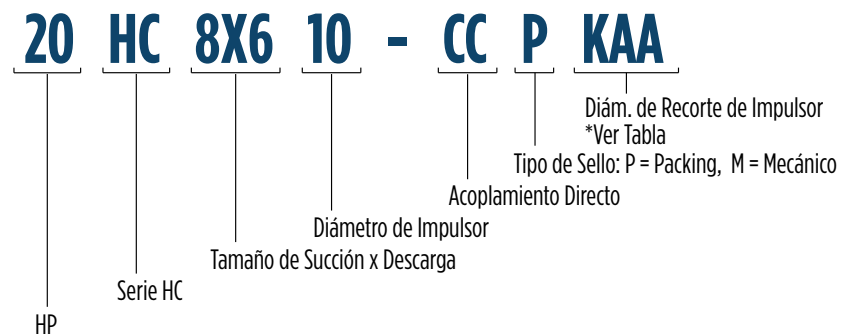 20 HC 8X6 10 - CC P KAA
Diám. de Recorte de Impulsor
*Ver Tabla
Tipo de Sello: P = Packing, M = Mecánico
Acoplamiento Directo
Diámetro de Impulsor
Tamaño de Succión x Descarga
Serie HC
HP